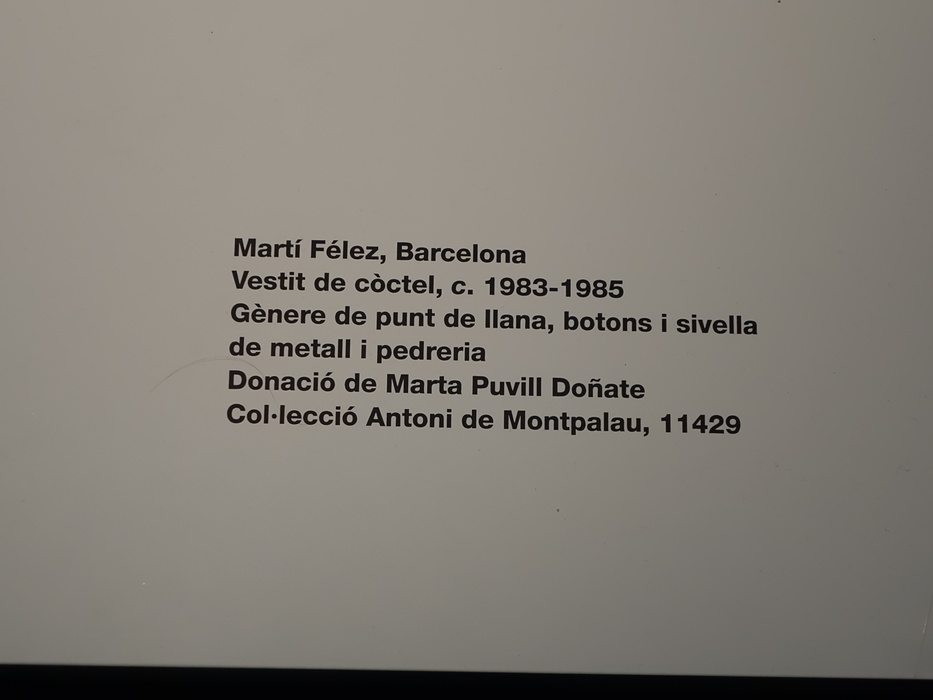 Martí Félez, Barcelona
Vestit de còctel, c. 1983-1985
Gènere de punt de llana, botons i sivella
de metall i pedreria
Donació de Marta Puvill Doñate
Col·lecció Antoni de Montpalau, 11429